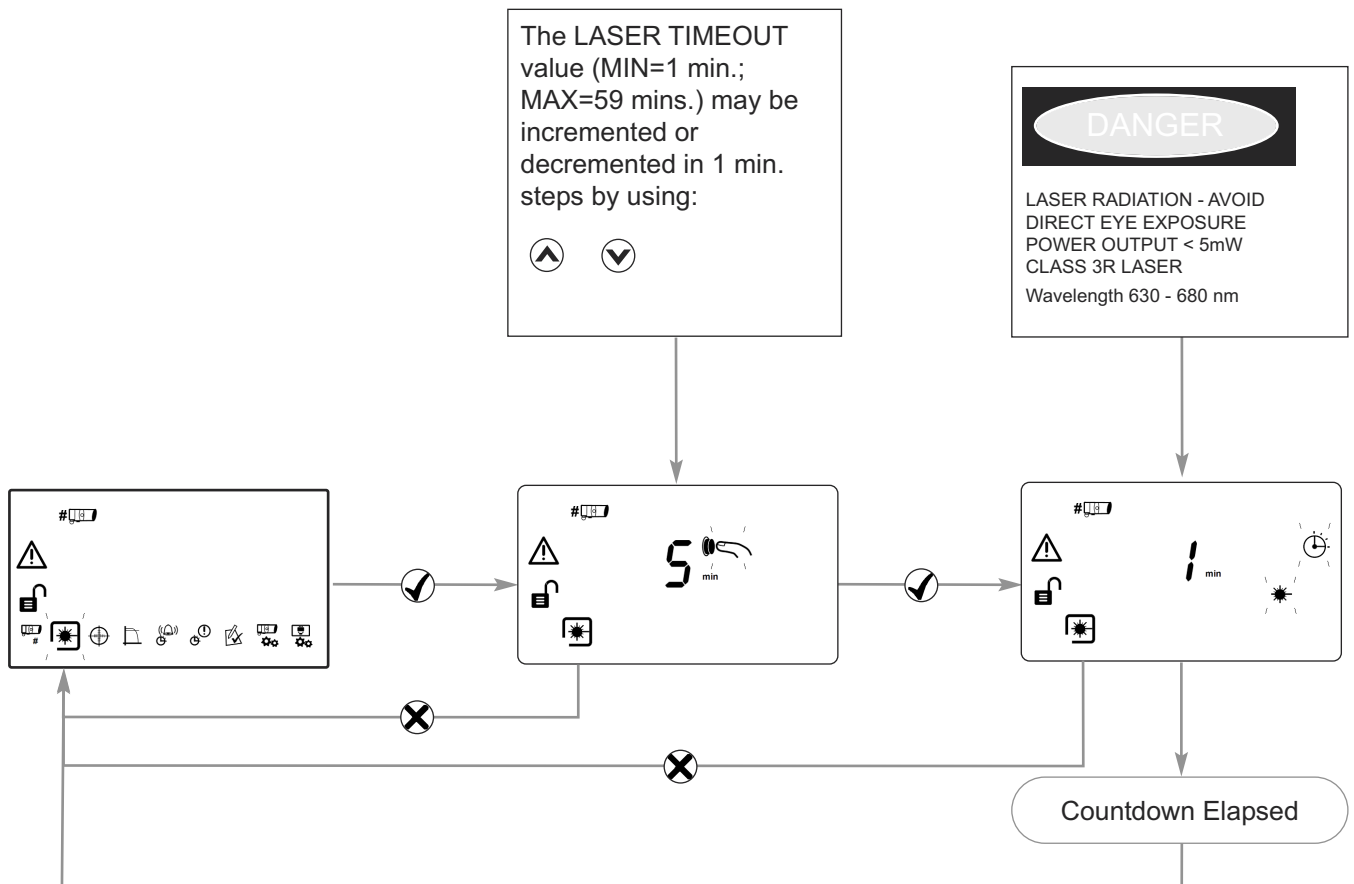 The LASER TIMEOUT
value (MIN=1 min.;
MAX=59 mins.) may be
incremented or
decremented in 1 min.
steps by using:
DANGER
LASER RADIATION - AVOID
DIRECT EYE EXPOSURE
POWER OUTPUT < 5mW
CLASS 3R LASER
Wavelength 630 - 680 nm
#
#
#
5 min
1 min
#
Countdown Elapsed